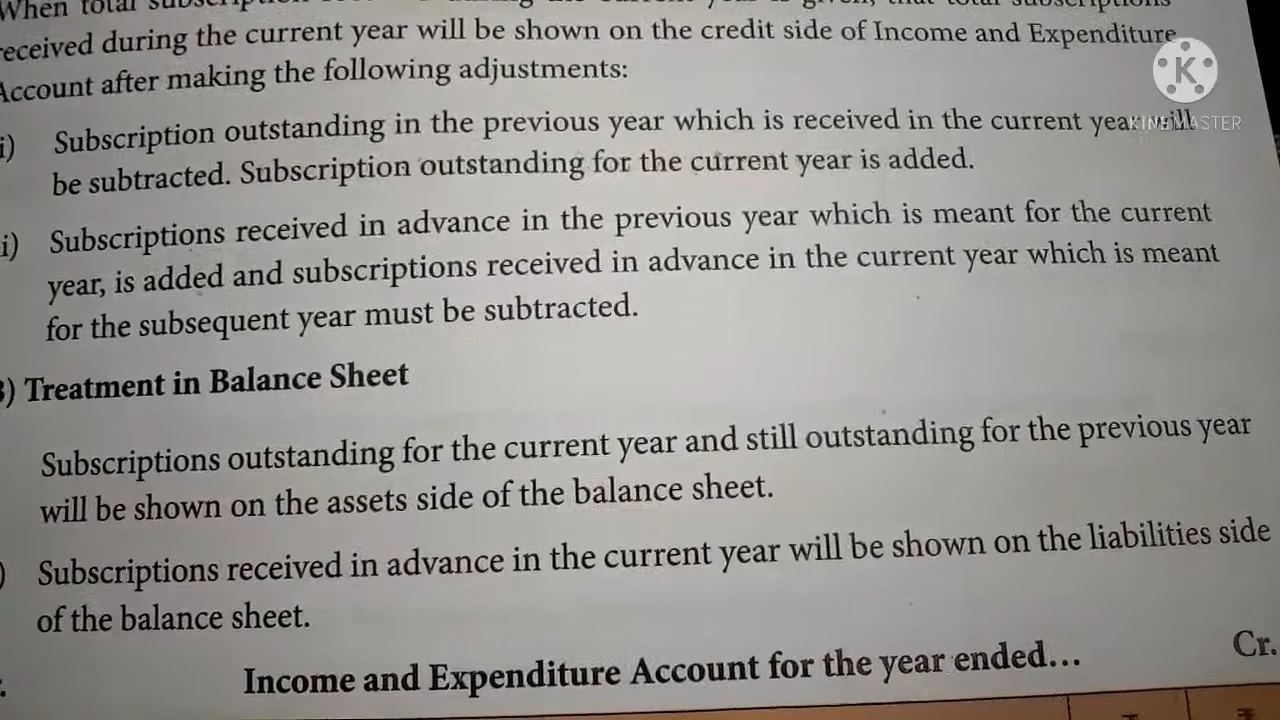 When total
received during the current year will be shown on the credit side of Income and Expenditure
Account after making the following adjustments:
i) Subscription outstanding in the previous year which is received in the current year will
be subtracted. Subscription outstanding for the current year is added.
i) Subscriptions received in advance in the previous year which is meant for the current
year, is added and subscriptions received in advance in the current year which is meant
for the subsequent year must be subtracted.
) Treatment in Balance Sheet
Subscriptions outstanding for the current year and still outstanding for the previous year
will be shown on the assets side of the balance sheet.
) Subscriptions received in advance in the current year will be shown on the liabilities side
of the balance sheet.
Income and Expenditure Account for the year ended... Cr.
₹ ₹
K
KINEMASTER